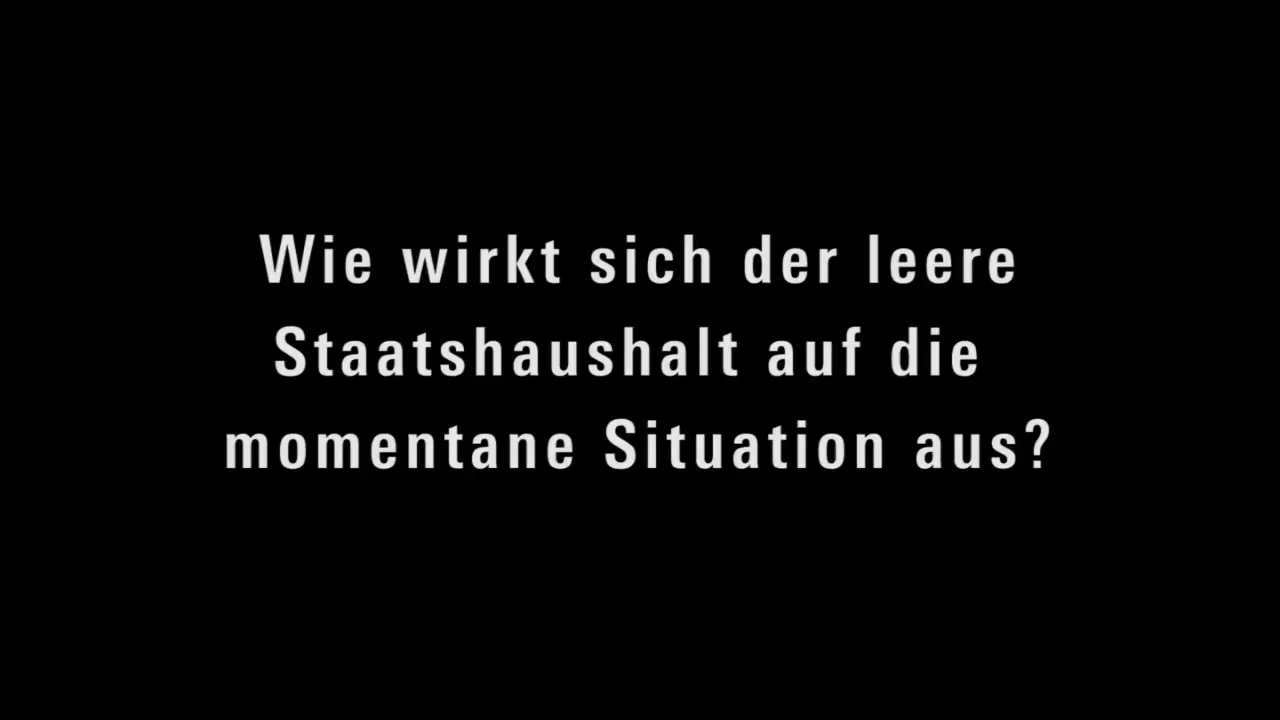 Wie wirkt sich der leere
Staatshaushalt auf die
momentane Situation aus?